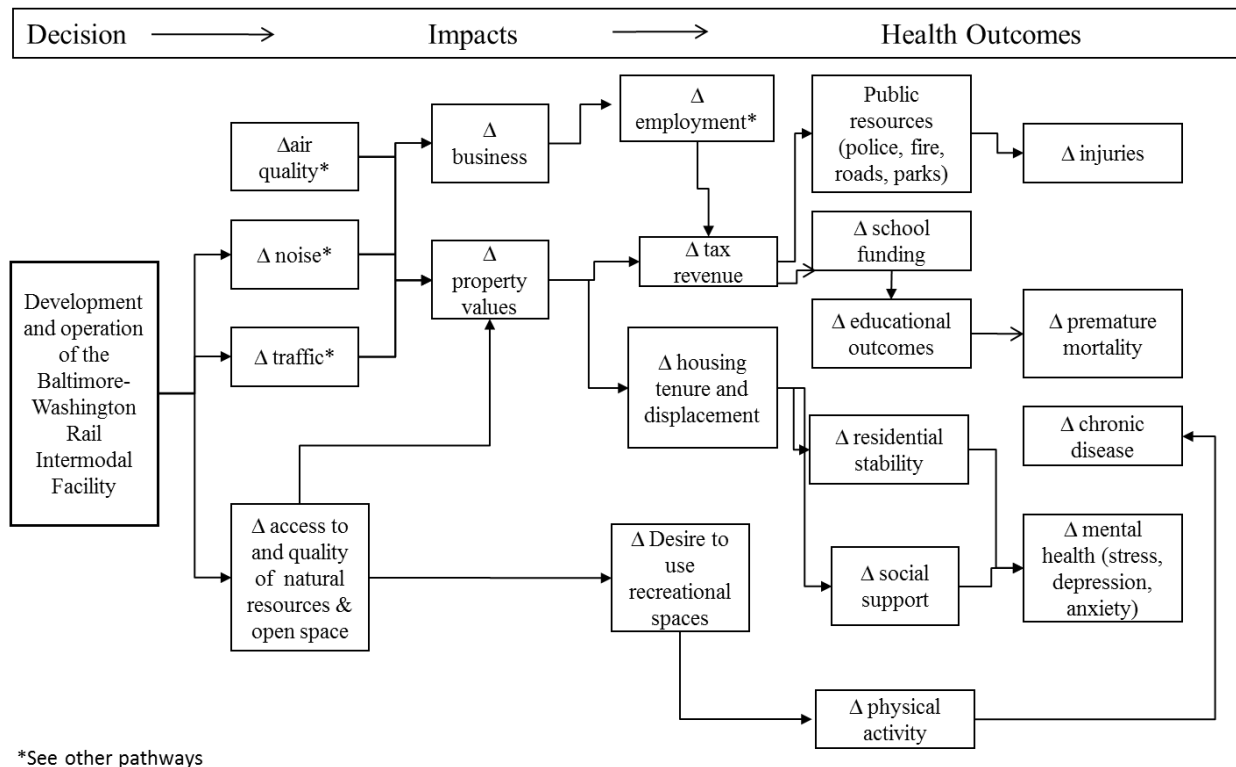 Decision
Impacts
Health Outcomes
Development
and operation
of the
Baltimore-
Washington
Rail
Intermodal
Facility
Δair
quality*
Δ noise*
Δ traffic*
Δ access to
and quality
of natural
resources &
open space
Δ
business
Δ
property
values
Δ
employment*
Δ tax
revenue
Δ housing
tenure and
displacement
Δ Desire to
use
recreational
spaces
Public
resources
(police, fire,
roads, parks)
Δ school
funding
Δ educational
outcomes
Δ residential
stability
Δ social
support
Δ physical
activity
Δ injuries
Δ premature
mortality
Δ chronic
disease
Δ mental
health (stress,
depression,
anxiety)
*See other pathways